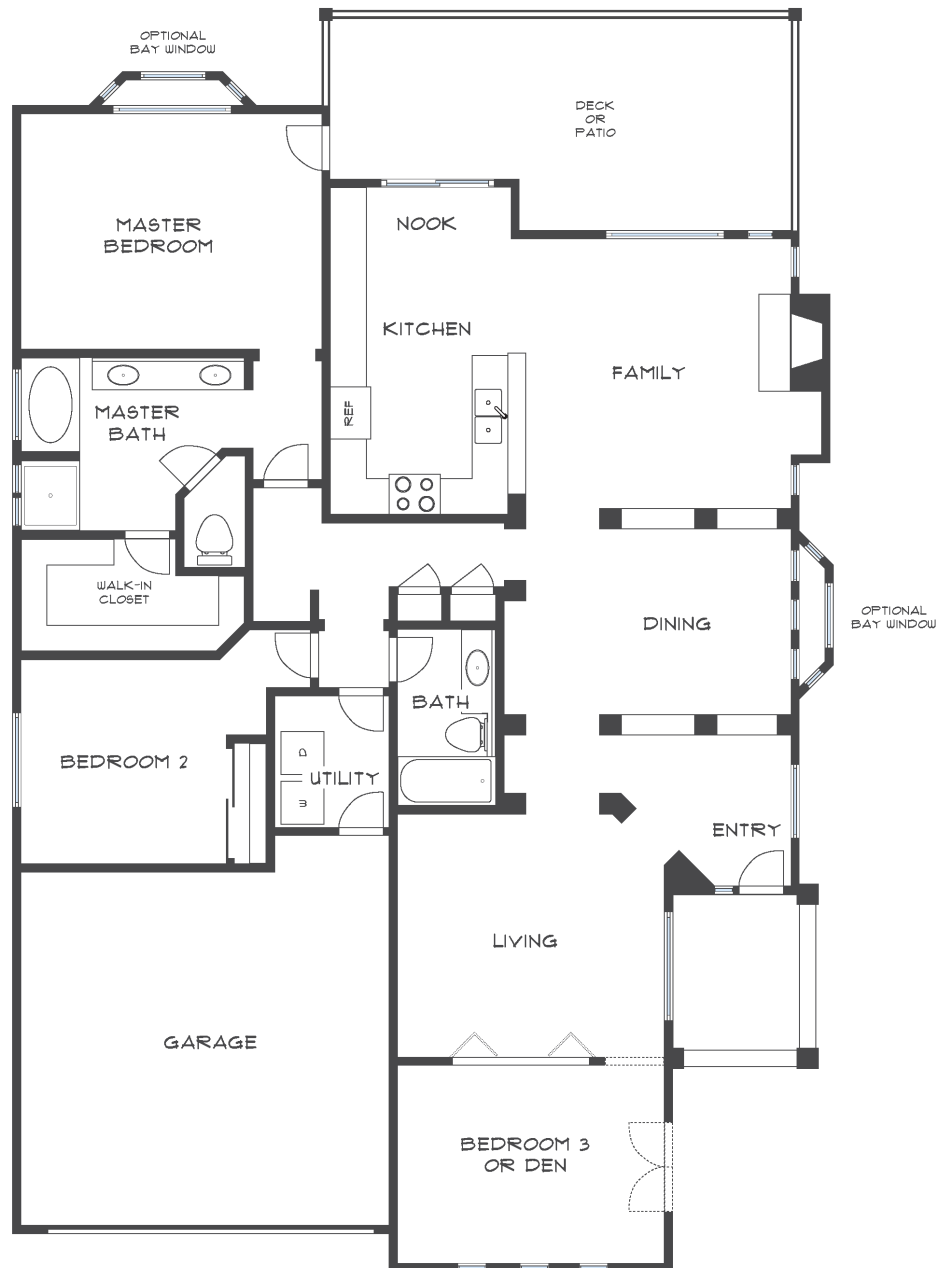 OPTIONAL
BAY WINDOW
DECK
OR
PATIO
MASTER
BEDROOM
NOOK
KITCHEN
FAMILY
REF
MASTER
BATH
WALK-IN
CLOSET
DINING
OPTIONAL
BAY WINDOW
BATH
BEDROOM 2
D
UTILITY
W
ENTRY
LIVING
GARAGE
BEDROOM 3
OR DEN